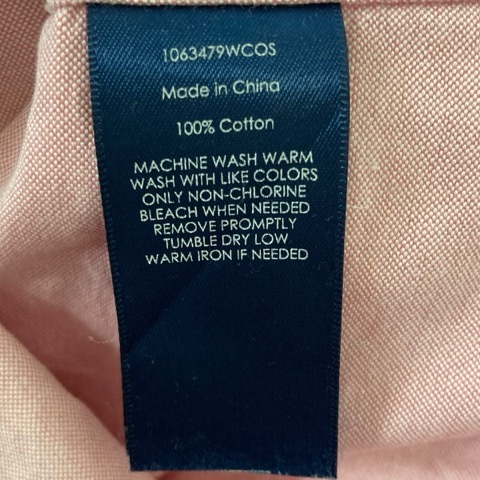 1063479WCOS
Made in China
100% Cotton
MACHINE WASH WARM
WASH WITH LIKE COLORS
ONLY NON-CHLORINE
BLEACH WHEN NEEDED
REMOVE PROMPTLY
TUMBLE DRY LOW
WARM IRON IF NEEDED